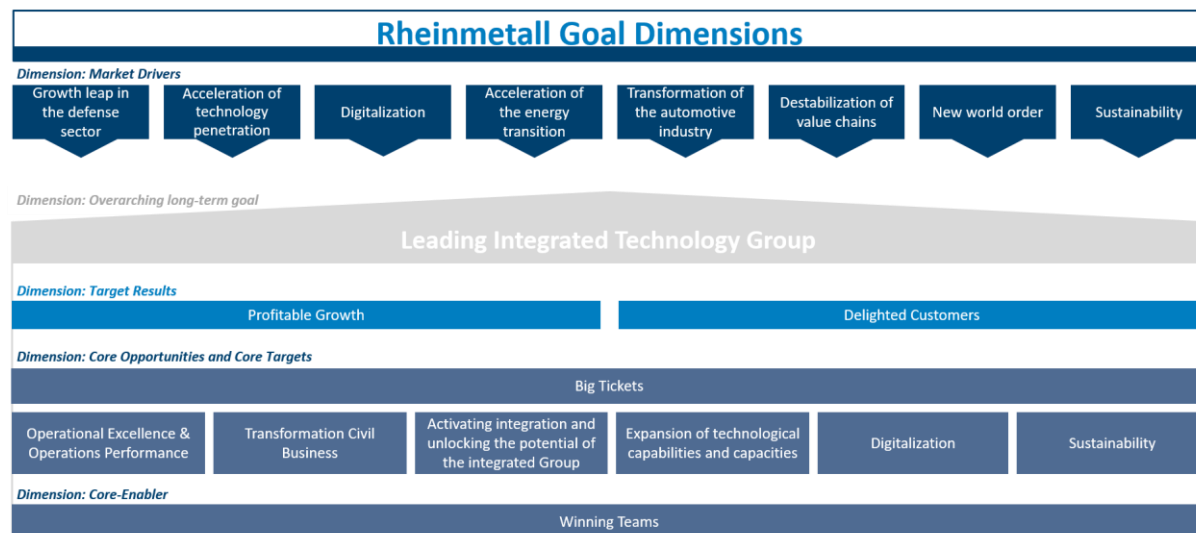 Rheinmetall Goal Dimensions
Dimension: Market Drivers
Growth leap in
the defense
sector
Acceleration of
technology
penetration
Digitalization
Acceleration of
the energy
transition
Transformation of
the automotive
industry
Destabilization of
value chains
New world order
Sustainability
Dimension: Overarching long-term goal
Leading Integrated Technology Group
Dimension: Target Results
Profitable Growth
Delighted Customers
Dimension: Core Opportunities and Core Targets
Big Tickets
Operational Excellence &
Operations Performance
Transformation Civil
Business
Activating integration and
unlocking the potential of
the integrated Group
Expansion of technological
capabilities and capacities
Digitalization
Sustainability
Dimension: Core-Enabler
Winning Teams